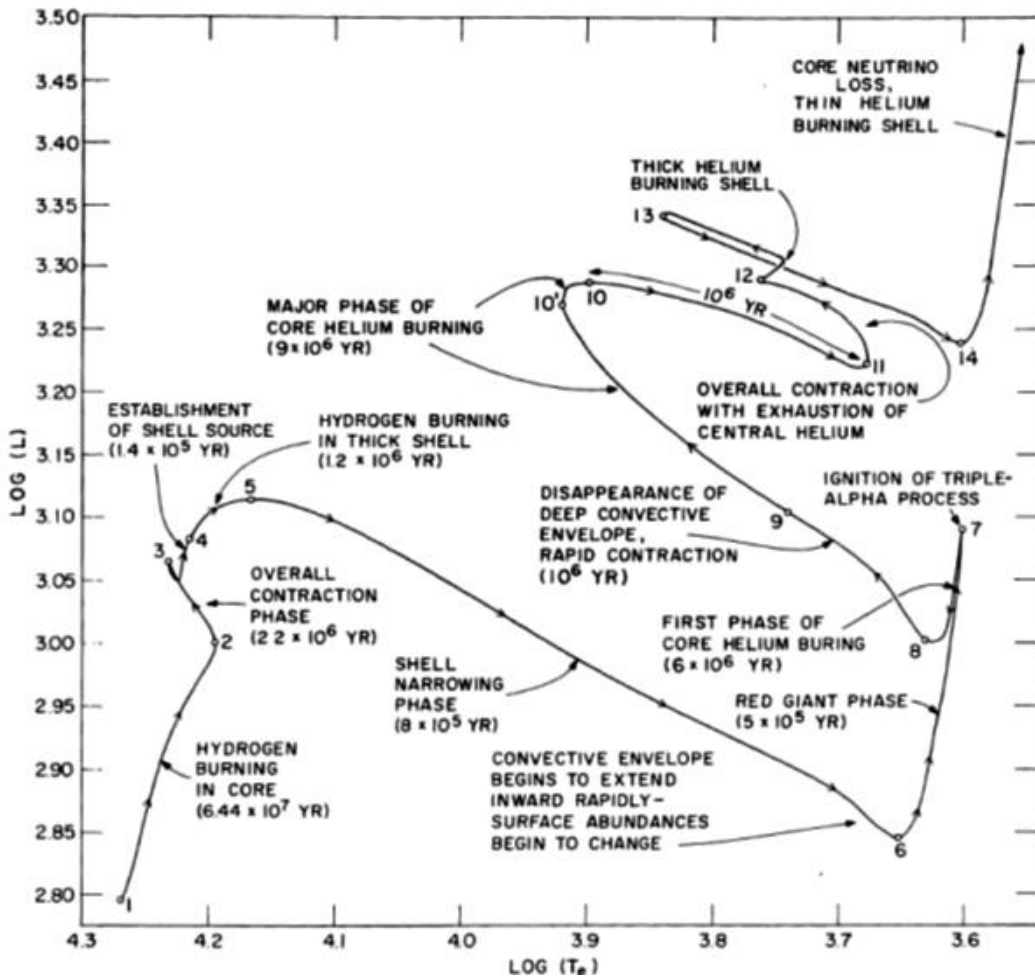 3.50
3.45
3.40
3.35
3.30
3.25
3.20
3.15
3.10
3.05
3.00
2.95
2.90
2.85
2.80
LOG (L)
4.3
4.2
4.1
4.0
3.9
3.8
3.7
3.6
LOG (Te)
CORE NEUTRINO
LOSS,
THIN HELIUM
BURNING SHELL
THICK HELIUM
BURNING SHELL
13
12
10
10'
10⁶ YR
11
14
MAJOR PHASE OF
CORE HELIUM BURNING
(9 × 10⁶ YR)
OVERALL CONTRACTION
WITH EXHAUSTION OF
CENTRAL HELIUM
ESTABLISHMENT
OF SHELL SOURCE
(1.4 × 10⁵ YR)
HYDROGEN BURNING
IN THICK SHELL
(1.2 × 10⁶ YR)
5
4
3
IGNITION OF TRIPLE-
ALPHA PROCESS
7
9
DISAPPEARANCE OF
DEEP CONVECTIVE
ENVELOPE,
RAPID CONTRACTION
(10⁶ YR)
OVERALL
CONTRACTION
PHASE
(2.2 × 10⁶ YR)
2
FIRST PHASE OF
CORE HELIUM BURING
(6 × 10⁶ YR)
8
SHELL
NARROWING
PHASE
(8 × 10⁵ YR)
RED GIANT PHASE
(5 × 10⁵ YR)
HYDROGEN
BURNING
IN CORE
(6.44 × 10⁷ YR)
CONVECTIVE ENVELOPE
BEGINS TO EXTEND
INWARD RAPIDLY—
SURFACE ABUNDANCES
BEGIN TO CHANGE
6
1